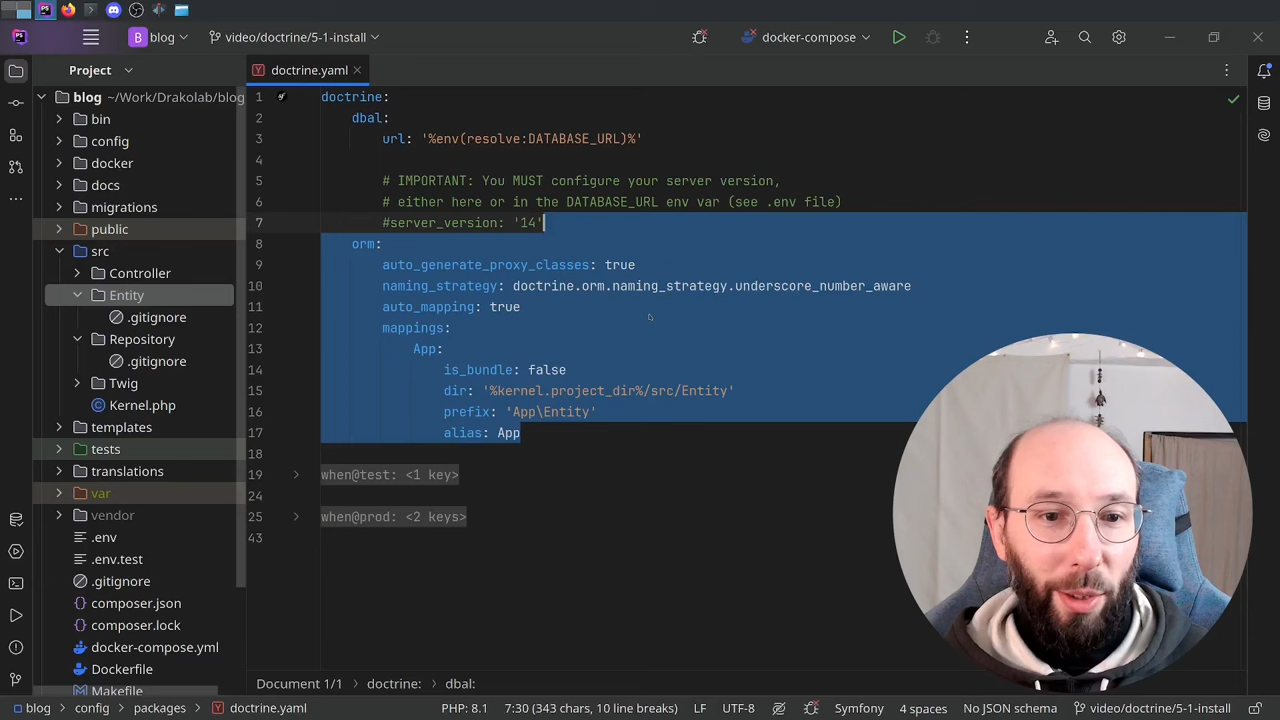 B blog
video/doctrine/5-1-install
docker-compose
Project
doctrine.yaml
blog ~/Work/Drakolab/blog
bin
config
docker
docs
migrations
public
src
Controller
Entity
.gitignore
Repository
.gitignore
Twig
Kernel.php
templates
tests
translations
var
vendor
.env
.env.test
.gitignore
composer.json
composer.lock
docker-compose.yml
Dockerfile
Makefile
1 doctrine:
2 dbal:
3 url: '%env(resolve:DATABASE_URL)%'
4
5 # IMPORTANT: You MUST configure your server version,
6 # either here or in the DATABASE_URL env var (see .env file)
7 #server_version: '14'
8 orm:
9 auto_generate_proxy_classes: true
10 naming_strategy: doctrine.orm.naming_strategy.underscore_number_aware
11 auto_mapping: true
12 mappings:
13 App:
14 is_bundle: false
15 dir: '%kernel.project_dir%/src/Entity'
16 prefix: 'App\Entity'
17 alias: App
18
19 when@test: <1 key>
24
25 when@prod: <2 keys>
43
Document 1/1 doctrine: dbal:
blog config packages doctrine.yaml PHP: 8.1 7:30 (343 chars, 10 line breaks) LF UTF-8 Symfony 4 spaces No JSON schema video/doctrine/5-1-install